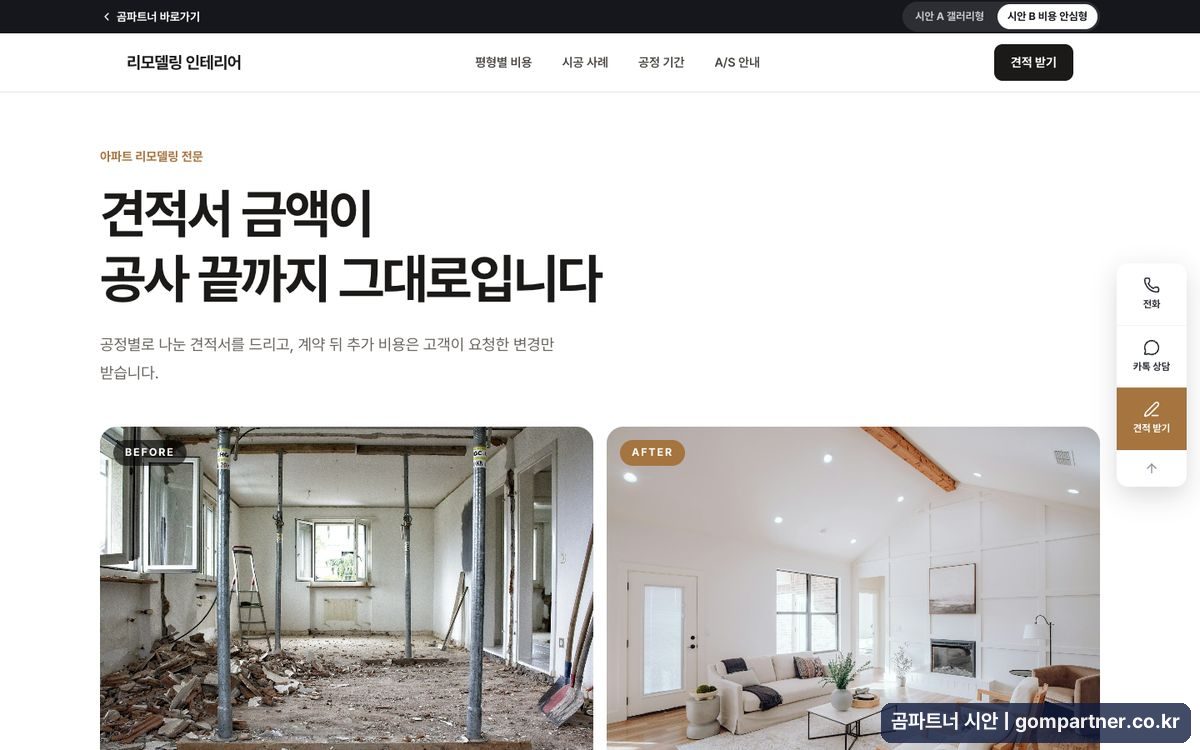 곰파트너 바로가기
시안 A 갤러리형
시안 B 비용 안심형
리모델링 인테리어
평형별 비용
시공 사례
공정 기간
A/S 안내
견적 받기
아파트 리모델링 전문
견적서 금액이
공사 끝까지 그대로입니다
공정별로 나눈 견적서를 드리고, 계약 뒤 추가 비용은 고객이 요청한 변경만
받습니다.
BEFORE
AFTER
전화
카톡 상담
견적 받기
곰파트너 시안 | gompartner.co.kr